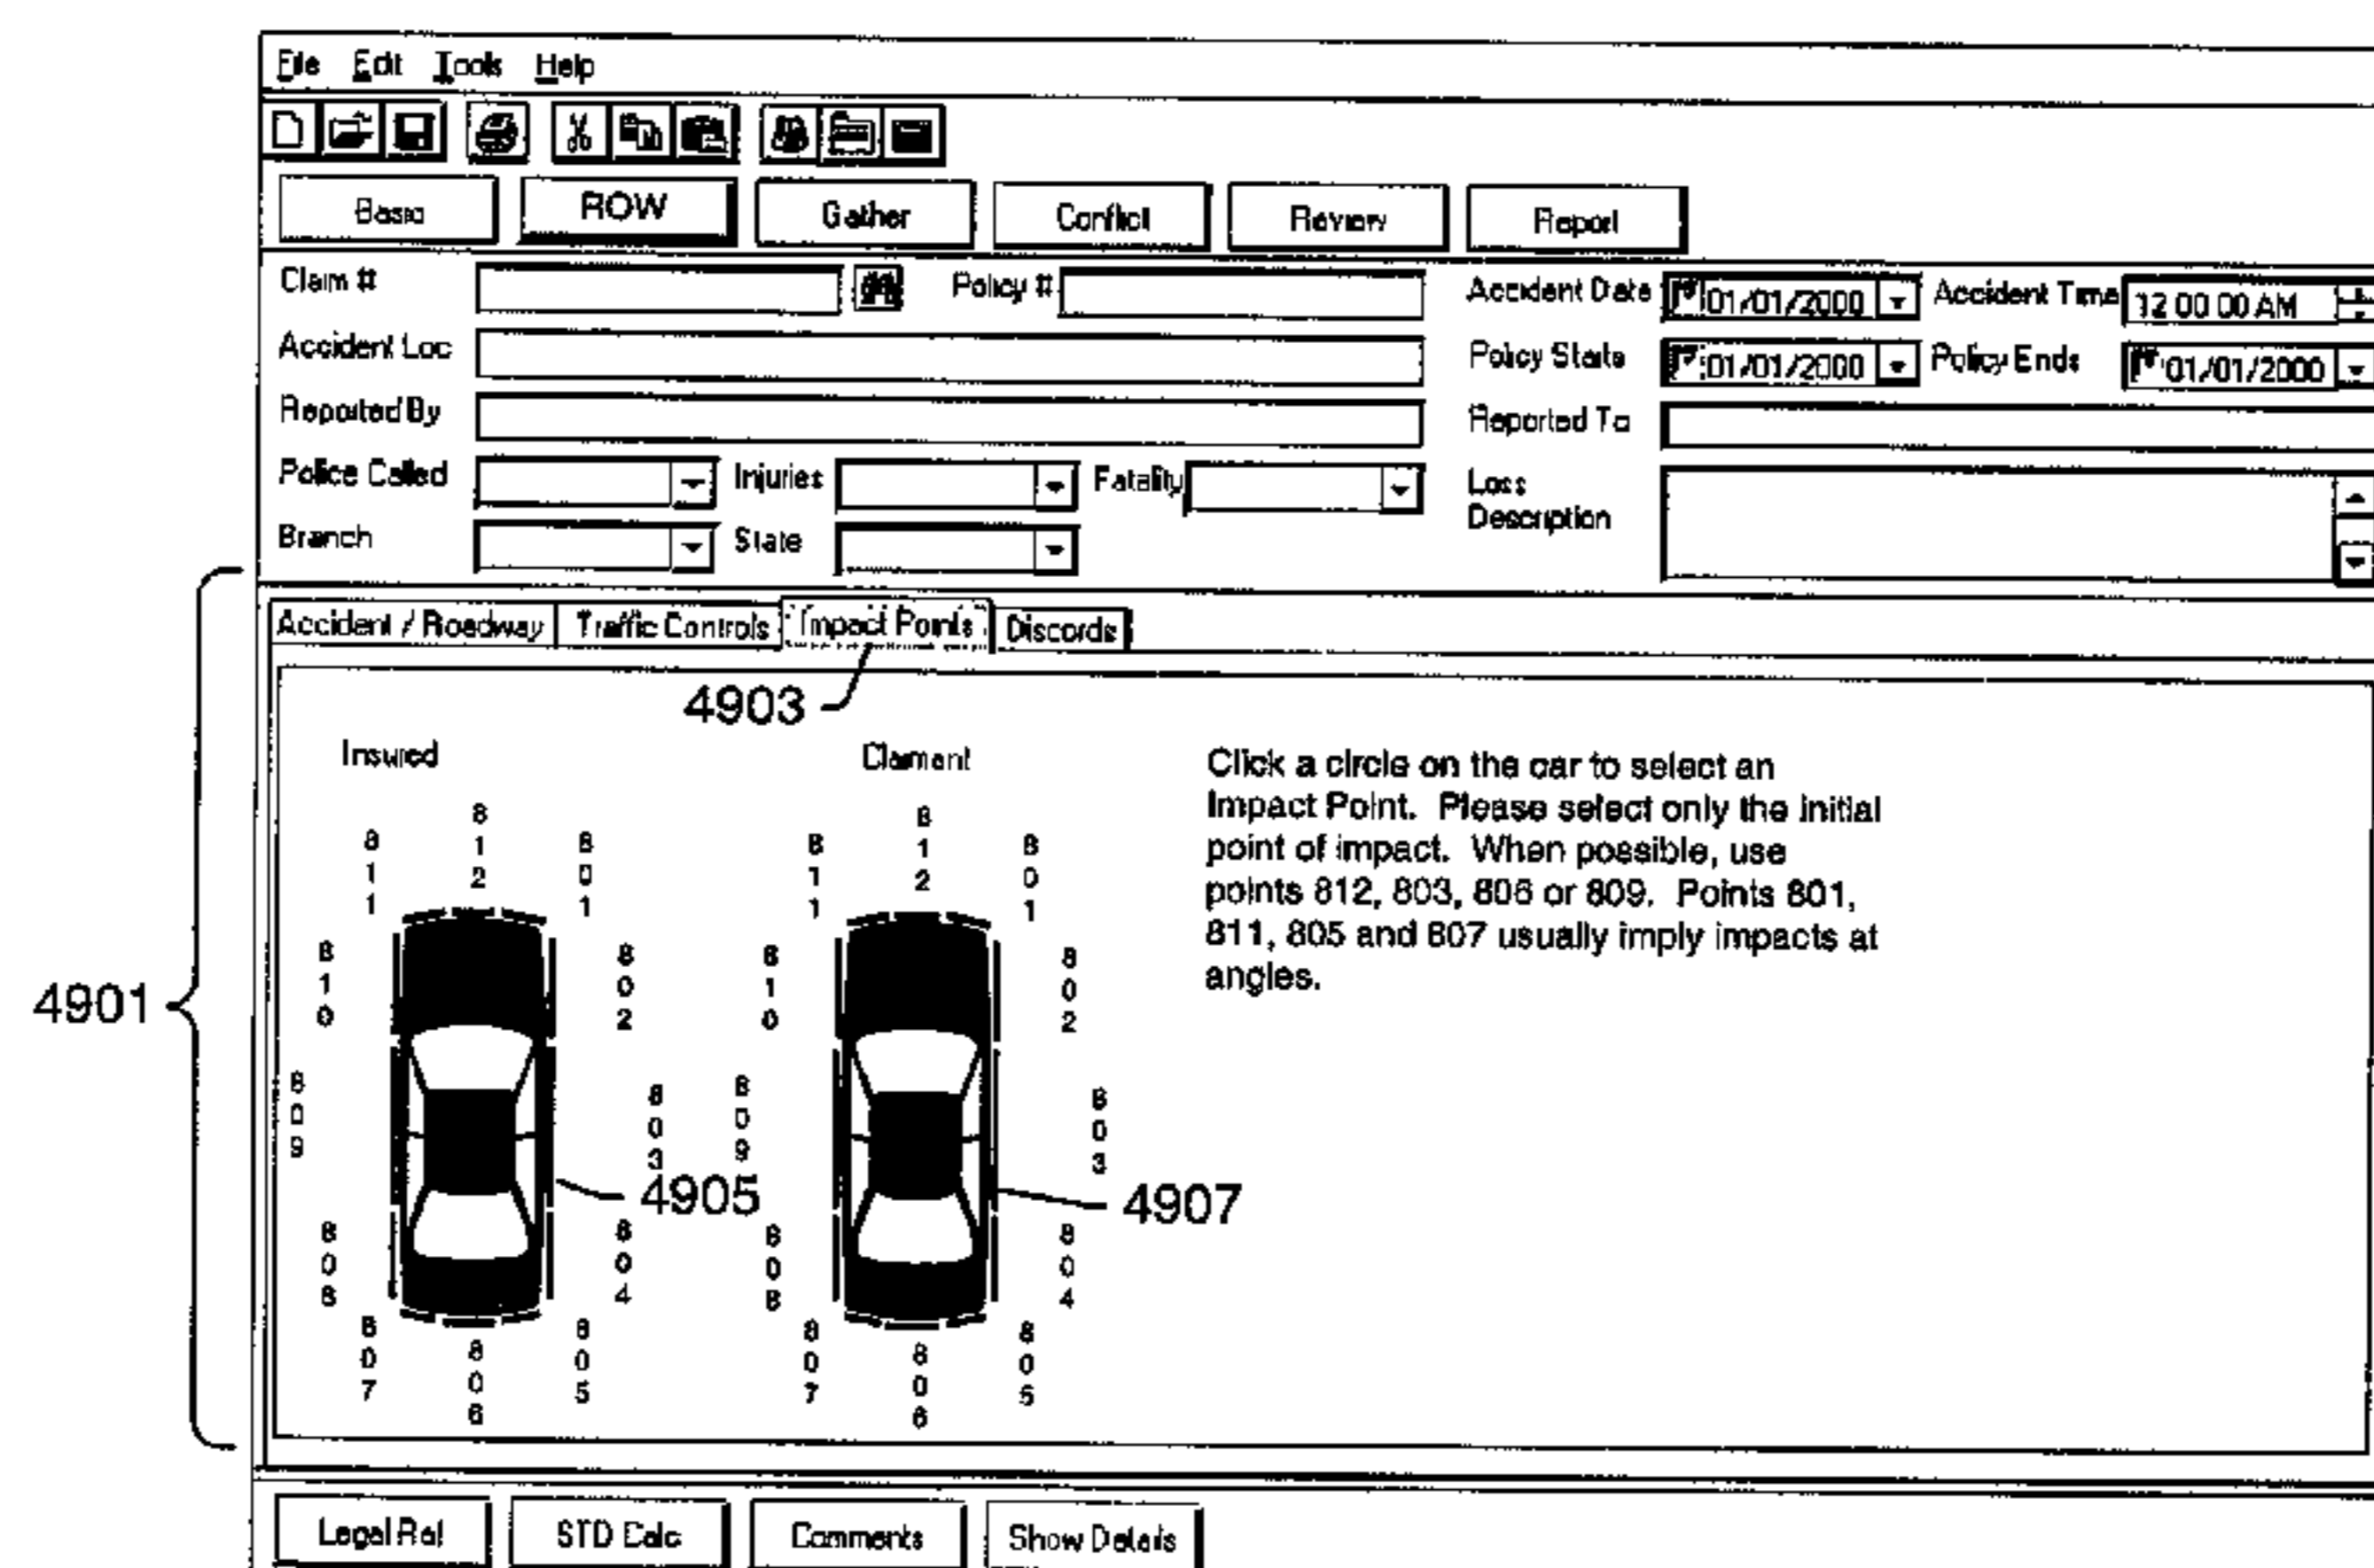 File Edit Tools Help
Basic ROW Gather Conflict Review Report
Claim # Policy # Accident Date 01/01/2000 Accident Time 12 00 00 AM
Accident Loc Policy Starts 01/01/2000 Policy Ends 01/01/2000
Reported By Reported To
Police Called Injuries Fatality Loss Description
Branch State
Accident / Roadway Traffic Controls Impact Points Discords
4903
4901
Insured Claimant
812 812
811 801 811 801
810 802 810 802
809 803 809 803
4905 4907
808 804 808 804
807 805 807 805
806 806
Click a circle on the car to select an
Impact Point. Please select only the initial
point of impact. When possible, use
points 812, 803, 806 or 809. Points 801,
811, 805 and 807 usually imply impacts at
angles.
Legal Ref STD Calc Comments Show Details